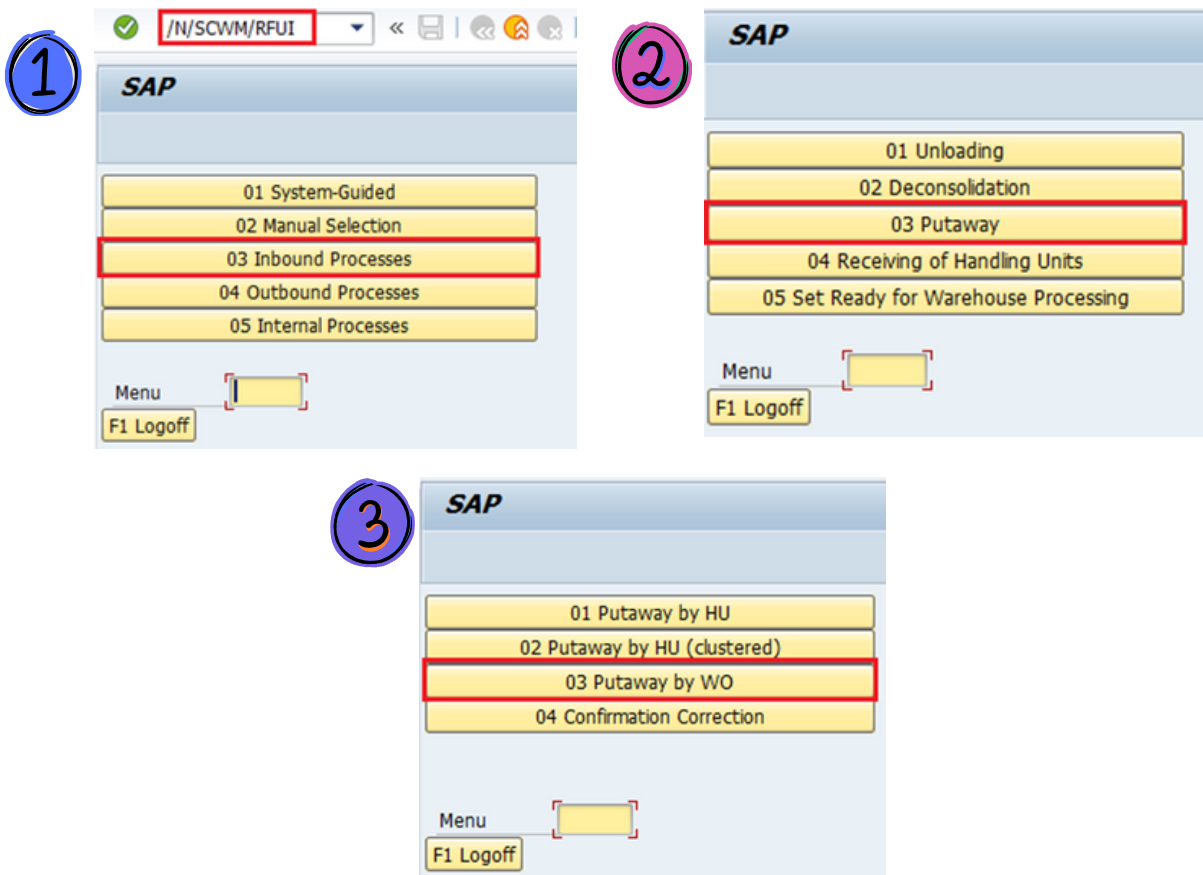 1
/N/SCWM/RFUI
SAP
01 System-Guided
02 Manual Selection
03 Inbound Processes
04 Outbound Processes
05 Internal Processes
Menu
F1 Logoff
2
SAP
01 Unloading
02 Deconsolidation
03 Putaway
04 Receiving of Handling Units
05 Set Ready for Warehouse Processing
Menu
F1 Logoff
3
SAP
01 Putaway by HU
02 Putaway by HU (clustered)
03 Putaway by WO
04 Confirmation Correction
Menu
F1 Logoff